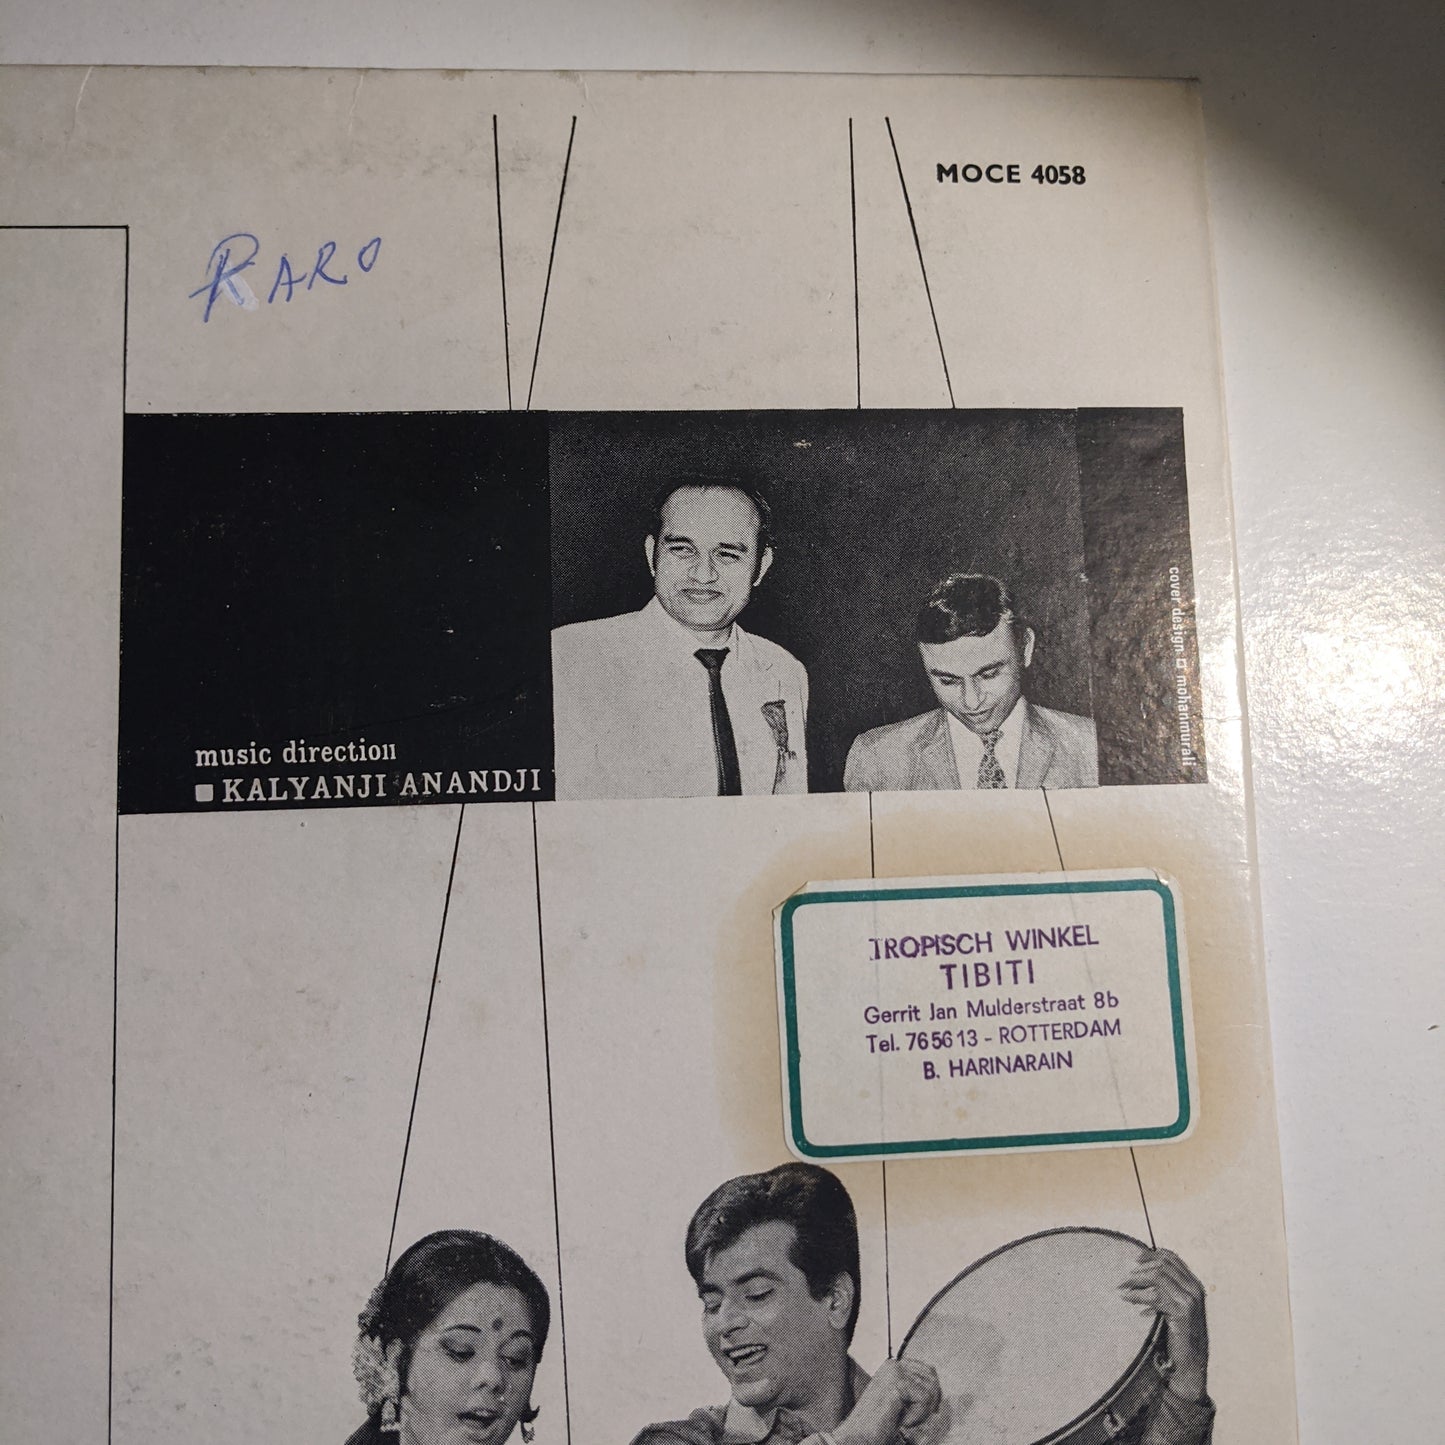 MOCE 4058
RARO
music direction
KALYANJI ANANDJI
cover design mohanmurali
TROPISCH WINKEL
TIBITI
Gerrit Jan Mulderstraat 8b
Tel. 765613 - ROTTERDAM
B. HARINARAIN